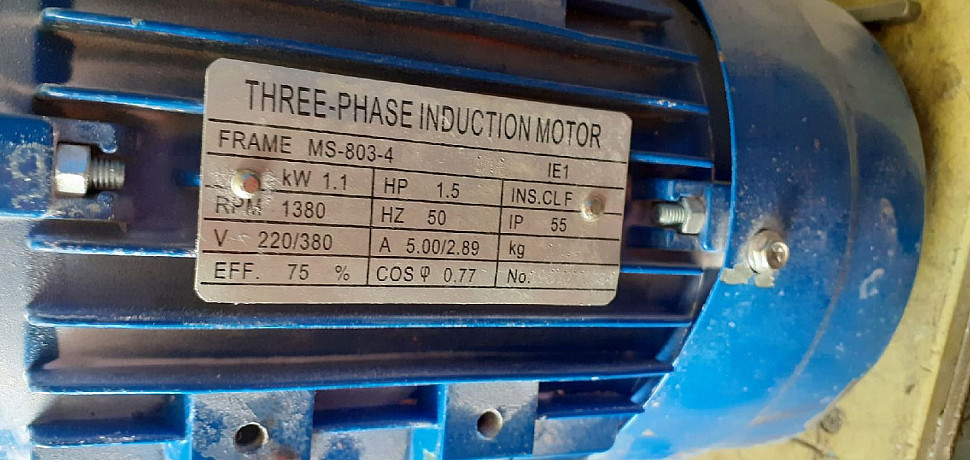 THREE-PHASE INDUCTION MOTOR
FRAME MS-803-4 IE1
kW 1.1 HP 1.5 INS.CL F
RPM 1380 HZ 50 IP 55
V 220/380 A 5.00/2.89 kg
EFF. 75 % COS φ 0.77 No.